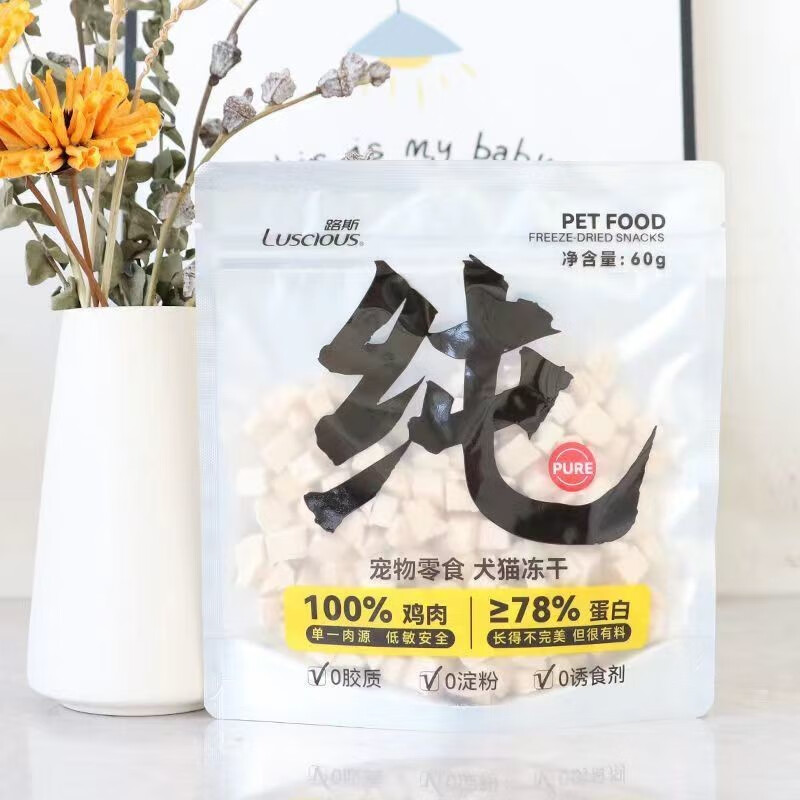 This is my baby
路斯
Luscious®
PET FOOD
FREEZE-DRIED SNACKS
净含量:60g
纯
PURE
宠物零食 犬猫冻干
100% 鸡肉
单一肉源 低敏安全
≥78% 蛋白
长得不完美 但很有料
0胶质
0淀粉
0诱食剂